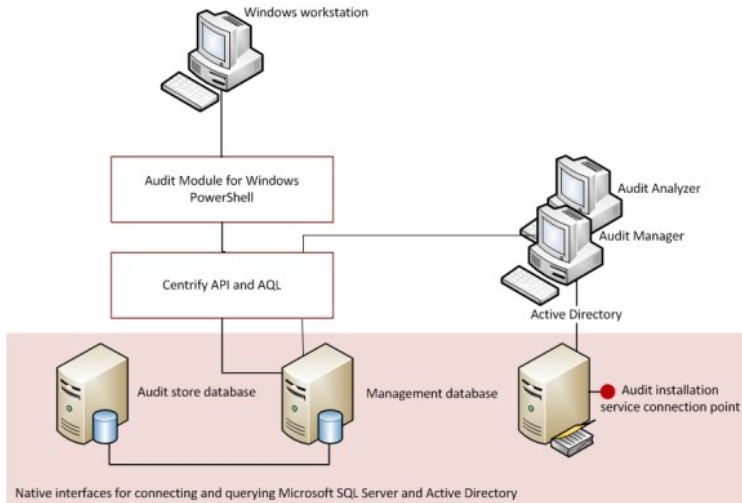 Windows workstation
Audit Module for Windows
PowerShell
Audit Analyzer
Audit Manager
Centrify API and AQL
Active Directory
Audit store database
Management database
Audit installation
service connection point
Native interfaces for connecting and querying Microsoft SQL Server and Active Directory